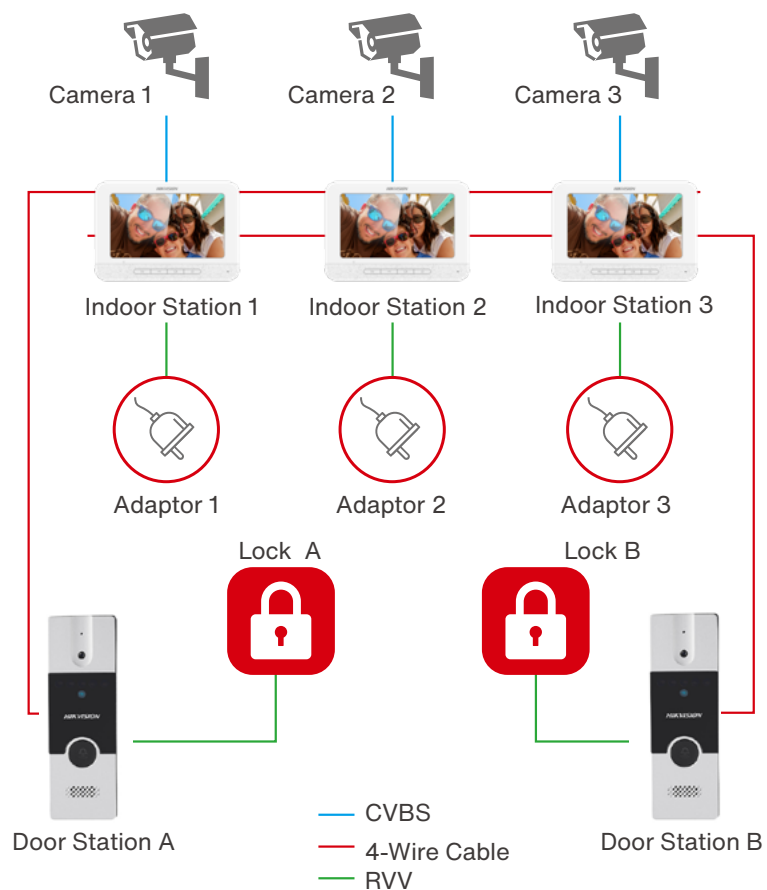 Camera 1
Camera 2
Camera 3
Indoor Station 1
Indoor Station 2
Indoor Station 3
Adaptor 1
Adaptor 2
Adaptor 3
Lock A
Lock B
HIKVISION
HIKVISION
CVBS
4-Wire Cable
RVV
Door Station A
Door Station B